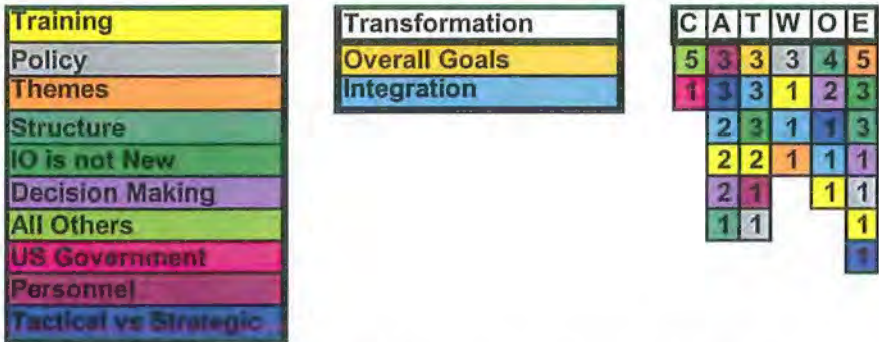 Training
Policy
Themes
Structure
IO is not New
Decision Making
All Others
US Government
Personnel
Tactical vs Strategic
Transformation
Overall Goals
Integration
C A T W O E
5 3 3 3 4 5
1 3 3 1 2 3
2 3 1 1 3
2 2 1 1 1
2 1 1 1
1 1 1
1